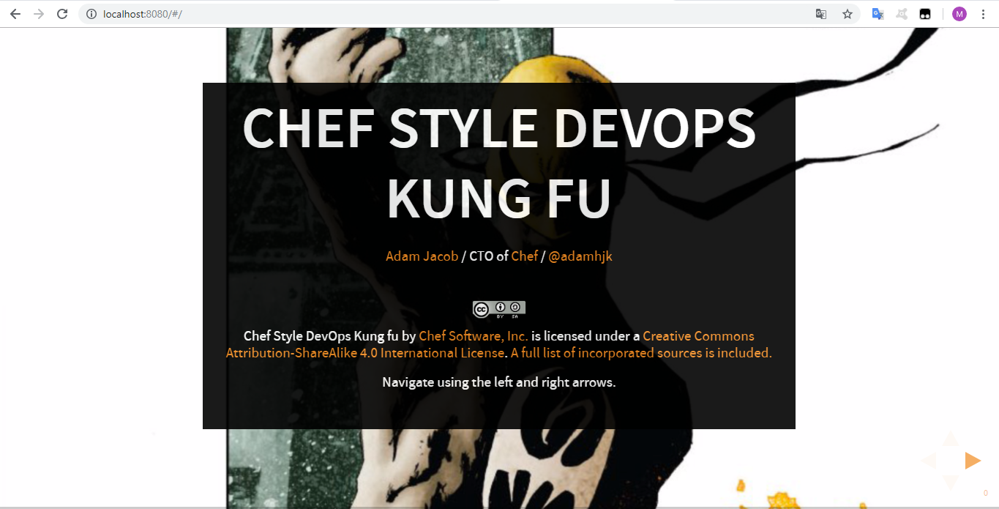 localhost:8080/#/
M
CHEF STYLE DEVOPS
KUNG FU
Adam Jacob / CTO of Chef / @adamhjk
cc
BY SA
Chef Style DevOps Kung fu by Chef Software, Inc. is licensed under a Creative Commons
Attribution-ShareAlike 4.0 International License. A full list of incorporated sources is included.
Navigate using the left and right arrows.
0